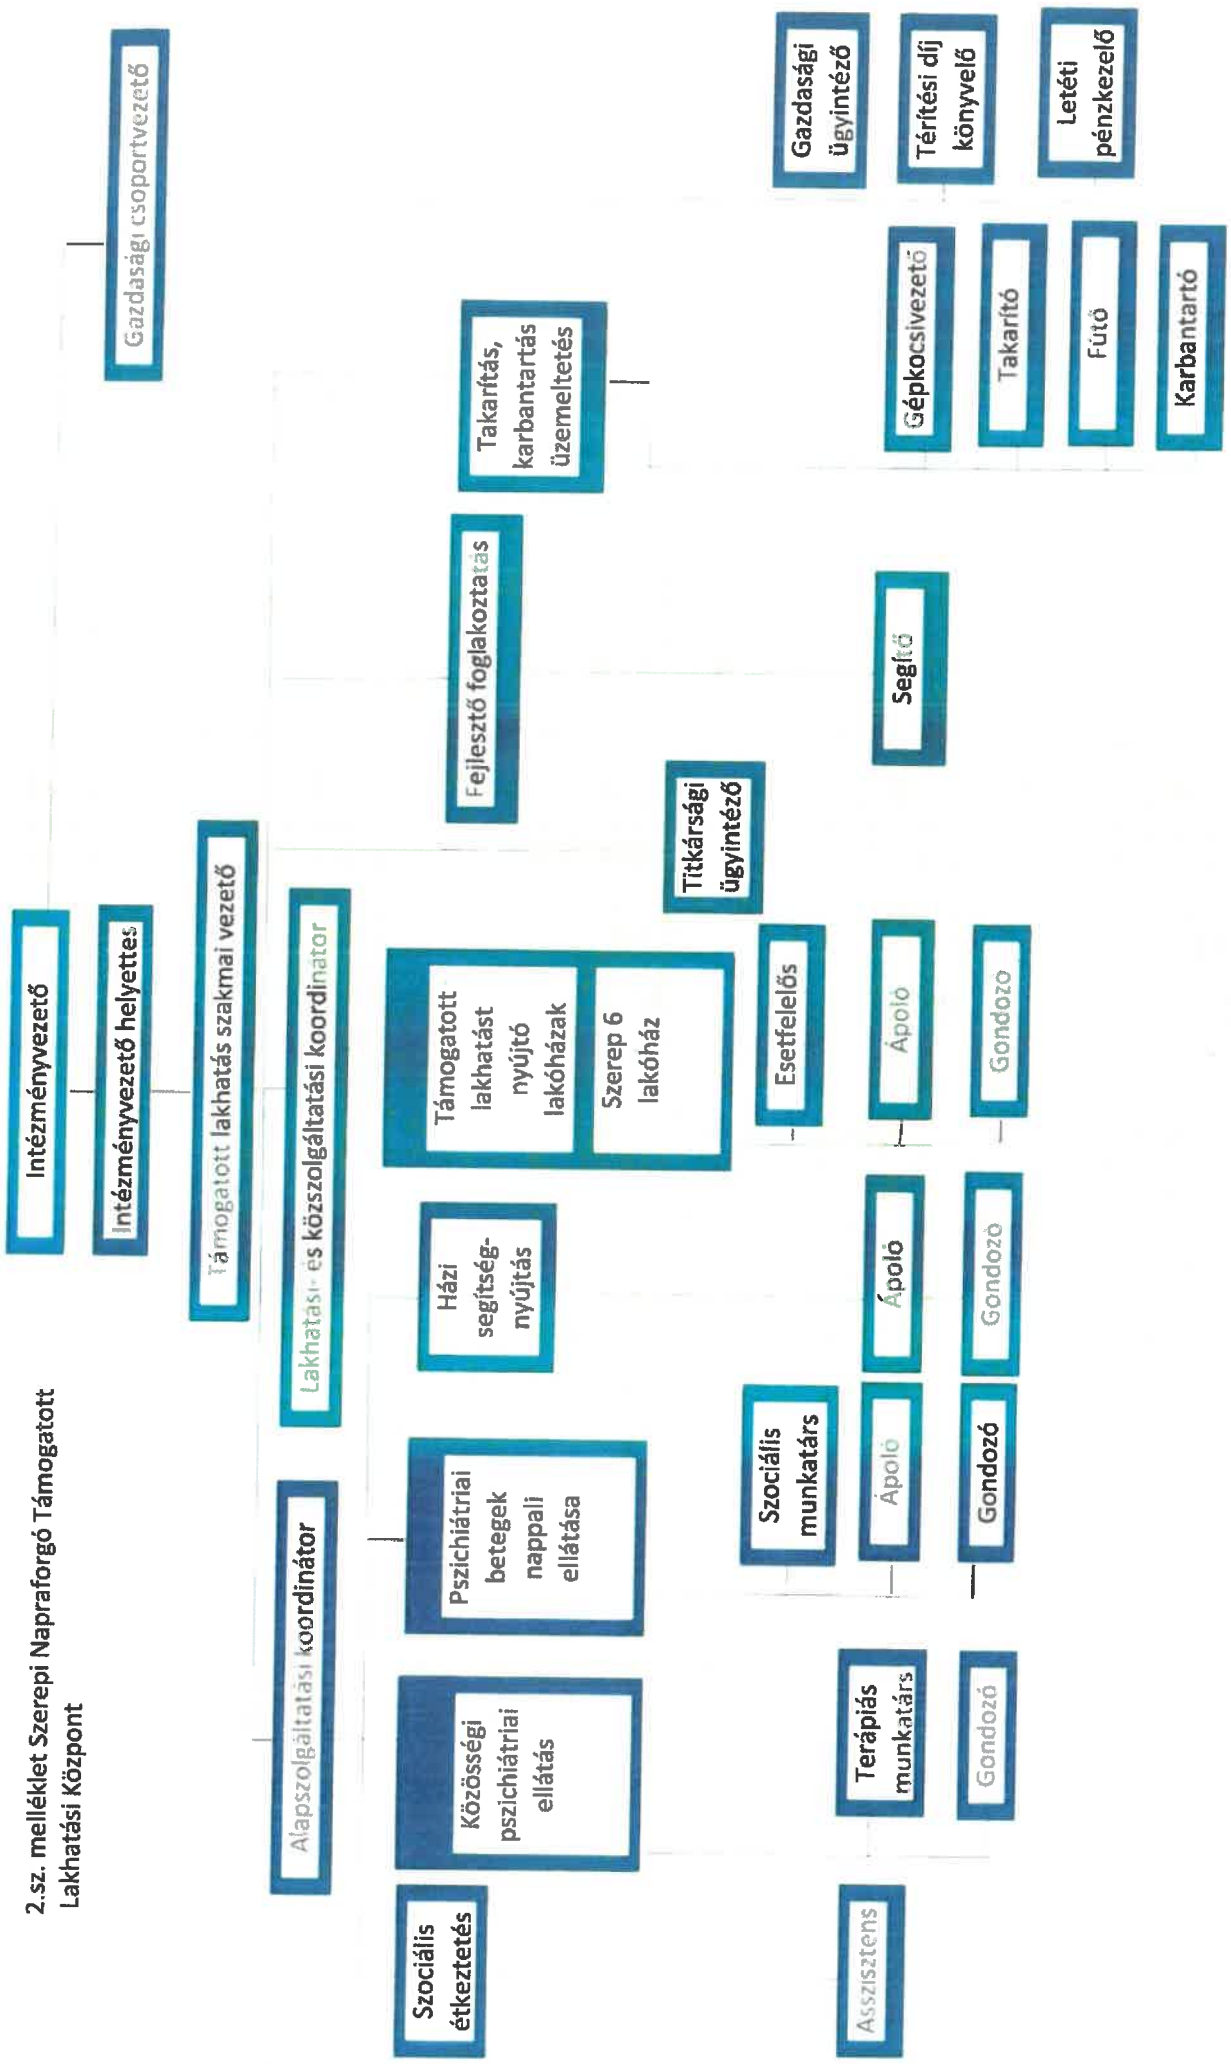 2.sz. melléklet Szerepi Napraforgó Támogatott
Lakhatási Központ
Intézményvezető
Intézményvezető helyettes
Gazdasági csoportvezető
Támogatott lakhatás szakmai vezető
Alapszolgáltatási koordinátor
Lakhatási- és közszolgáltatási koordinátor
Szociális
étkeztetés
Közösségi
pszichiátriai
ellátás
Pszichiátriai
betegek
nappali
ellátása
Házi
segítség-
nyújtás
Támogatott
lakhatást
nyújtó
lakóházak
Szerep 6
lakóház
Fejlesztő foglakoztatás
Takarítás,
karbantartás
üzemeltetés
Titkársági
ügyintéző
Szociális
munkatárs
Esetfelelős
Gazdasági
ügyintéző
Asszisztens
Terápiás
munkatárs
Ápoló
Ápoló
Ápoló
Segítő
Gépkocsivezető
Térítési díj
könyvelő
Gondozó
Gondozó
Gondozó
Gondozó
Takarító
Fűtő
Letéti
pénzkezelő
Karbantartó